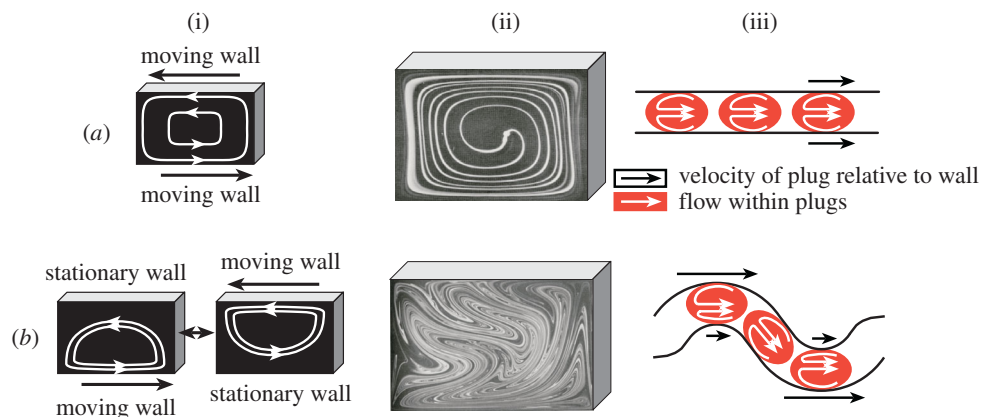 (i)
(ii)
(iii)
moving wall
(a)
moving wall
velocity of plug relative to wall
flow within plugs
stationary wall
moving wall
(b)
moving wall
stationary wall